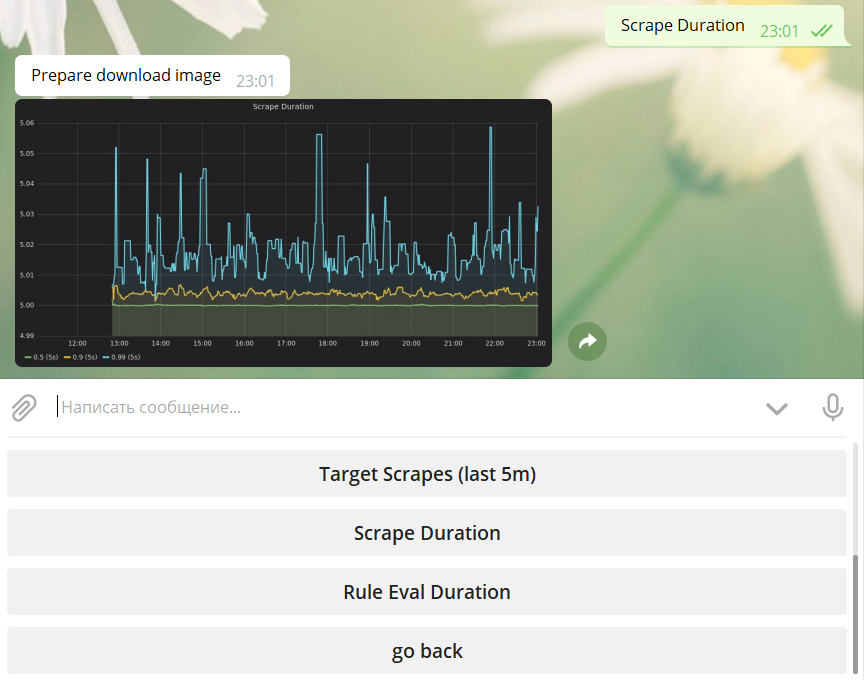 Scrape Duration 23:01
Prepare download image 23:01
Scrape Duration
5.06
5.05
5.04
5.03
5.02
5.01
5.00
4.99
12:00 13:00 14:00 15:00 16:00 17:00 18:00 19:00 20:00 21:00 22:00 23:00
0.5 (5s) 0.9 (5s) 0.99 (5s)
Написать сообщение...
Target Scrapes (last 5m)
Scrape Duration
Rule Eval Duration
go back